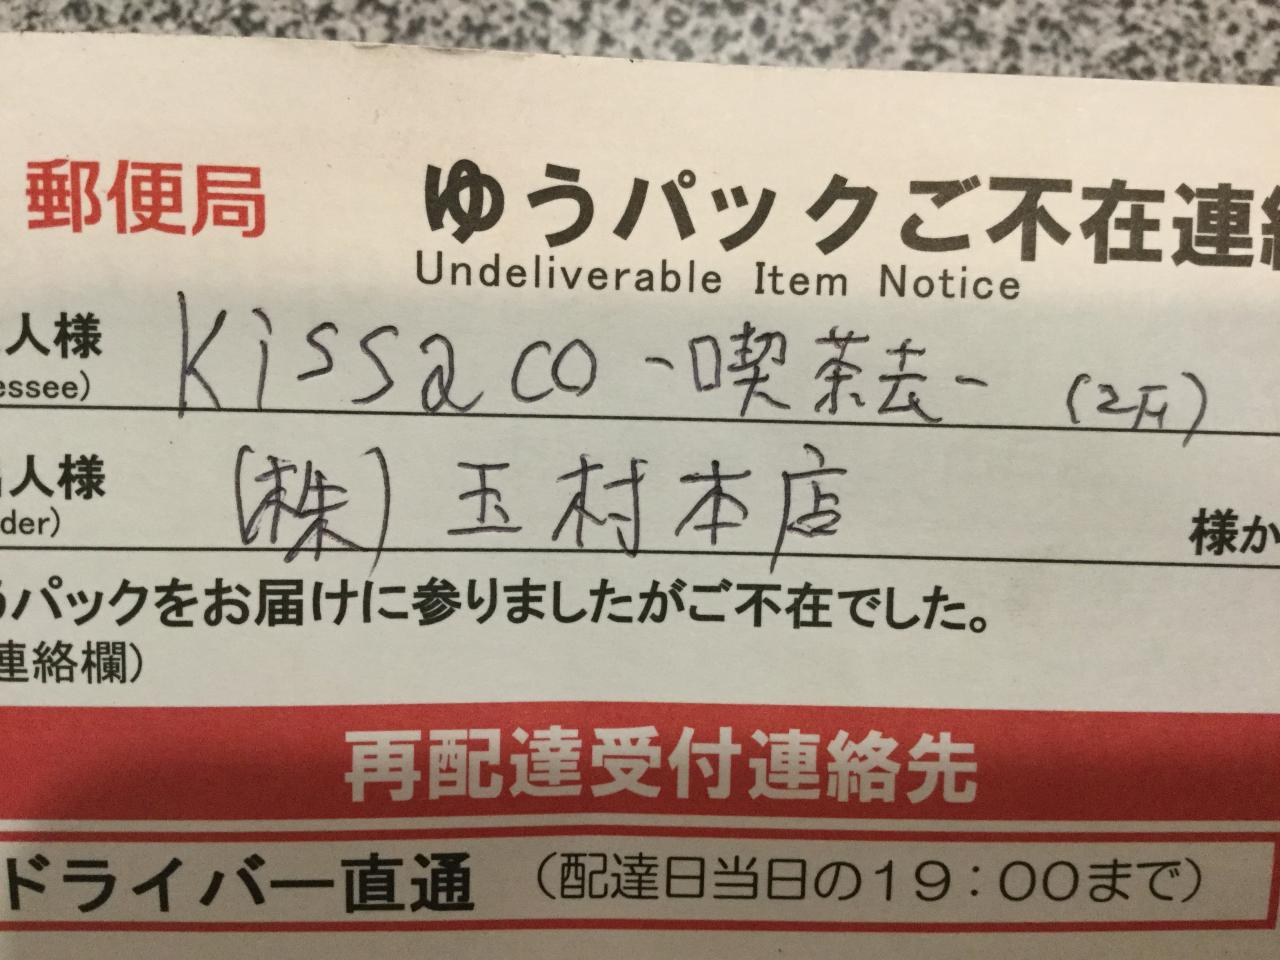 郵便局 ゆうパックご不在連絡
Undeliverable Item Notice
人様 Kissaco -喫茶去- (2F)
essee)
人様 (株) 玉村本店 様か
der)
うパックをお届けに参りましたがご不在でした。
連絡欄)
再配達受付連絡先
ドライバー直通 (配達日当日の19:00まで)